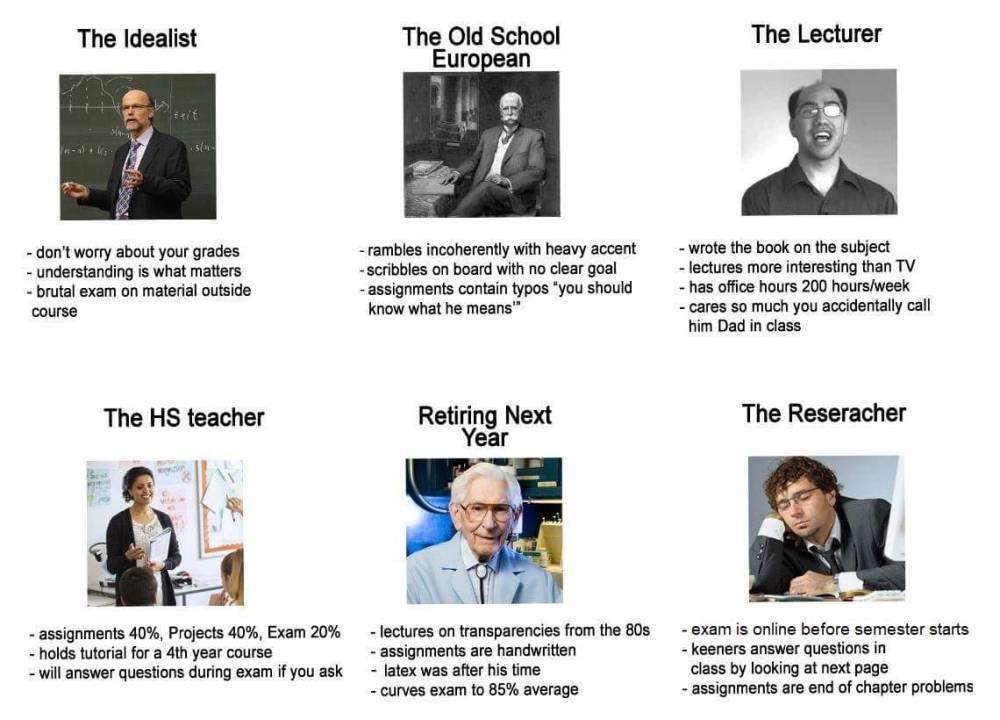 The Idealist
- don't worry about your grades
- understanding is what matters
- brutal exam on material outside
course
The Old School
European
- rambles incoherently with heavy accent
- scribbles on board with no clear goal
- assignments contain typos "you should
know what he means'"
The Lecturer
- wrote the book on the subject
- lectures more interesting than TV
- has office hours 200 hours/week
- cares so much you accidentally call
him Dad in class
The HS teacher
- assignments 40%, Projects 40%, Exam 20%
- holds tutorial for a 4th year course
- will answer questions during exam if you ask
Retiring Next
Year
- lectures on transparencies from the 80s
- assignments are handwritten
- latex was after his time
- curves exam to 85% average
The Reseracher
- exam is online before semester starts
- keeners answer questions in
class by looking at next page
- assignments are end of chapter problems